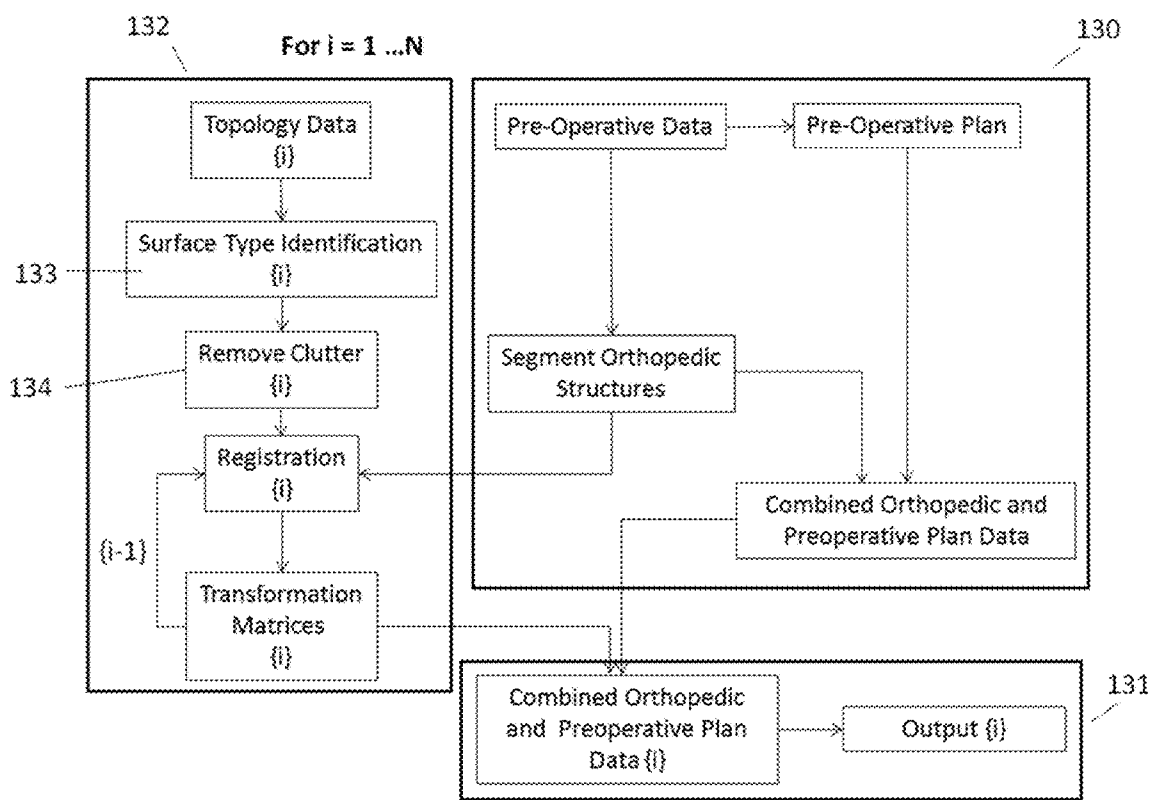 132
For i = 1 ...N
130
Topology Data
{i}
Surface Type Identification
{i}
133
Remove Clutter
{i}
134
Registration
{i}
{i-1}
Transformation
Matrices
{i}
Pre-Operative Data
Pre-Operative Plan
Segment Orthopedic
Structures
Combined Orthopedic and
Preoperative Plan Data
131
Combined Orthopedic
and Preoperative Plan
Data {i}
Output {i}